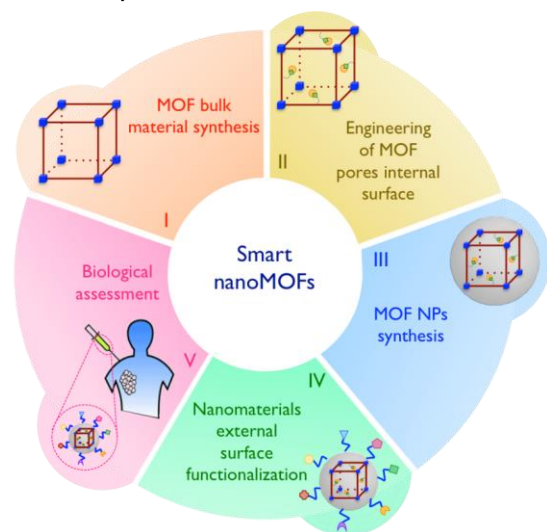 MOF bulk
material synthesis
I
Engineering
of MOF
pores internal
surface
II
III
MOF NPs
synthesis
IV
Nanomaterials
external
surface
functionalization
Biological
assessment
V
Smart
nanoMOFs